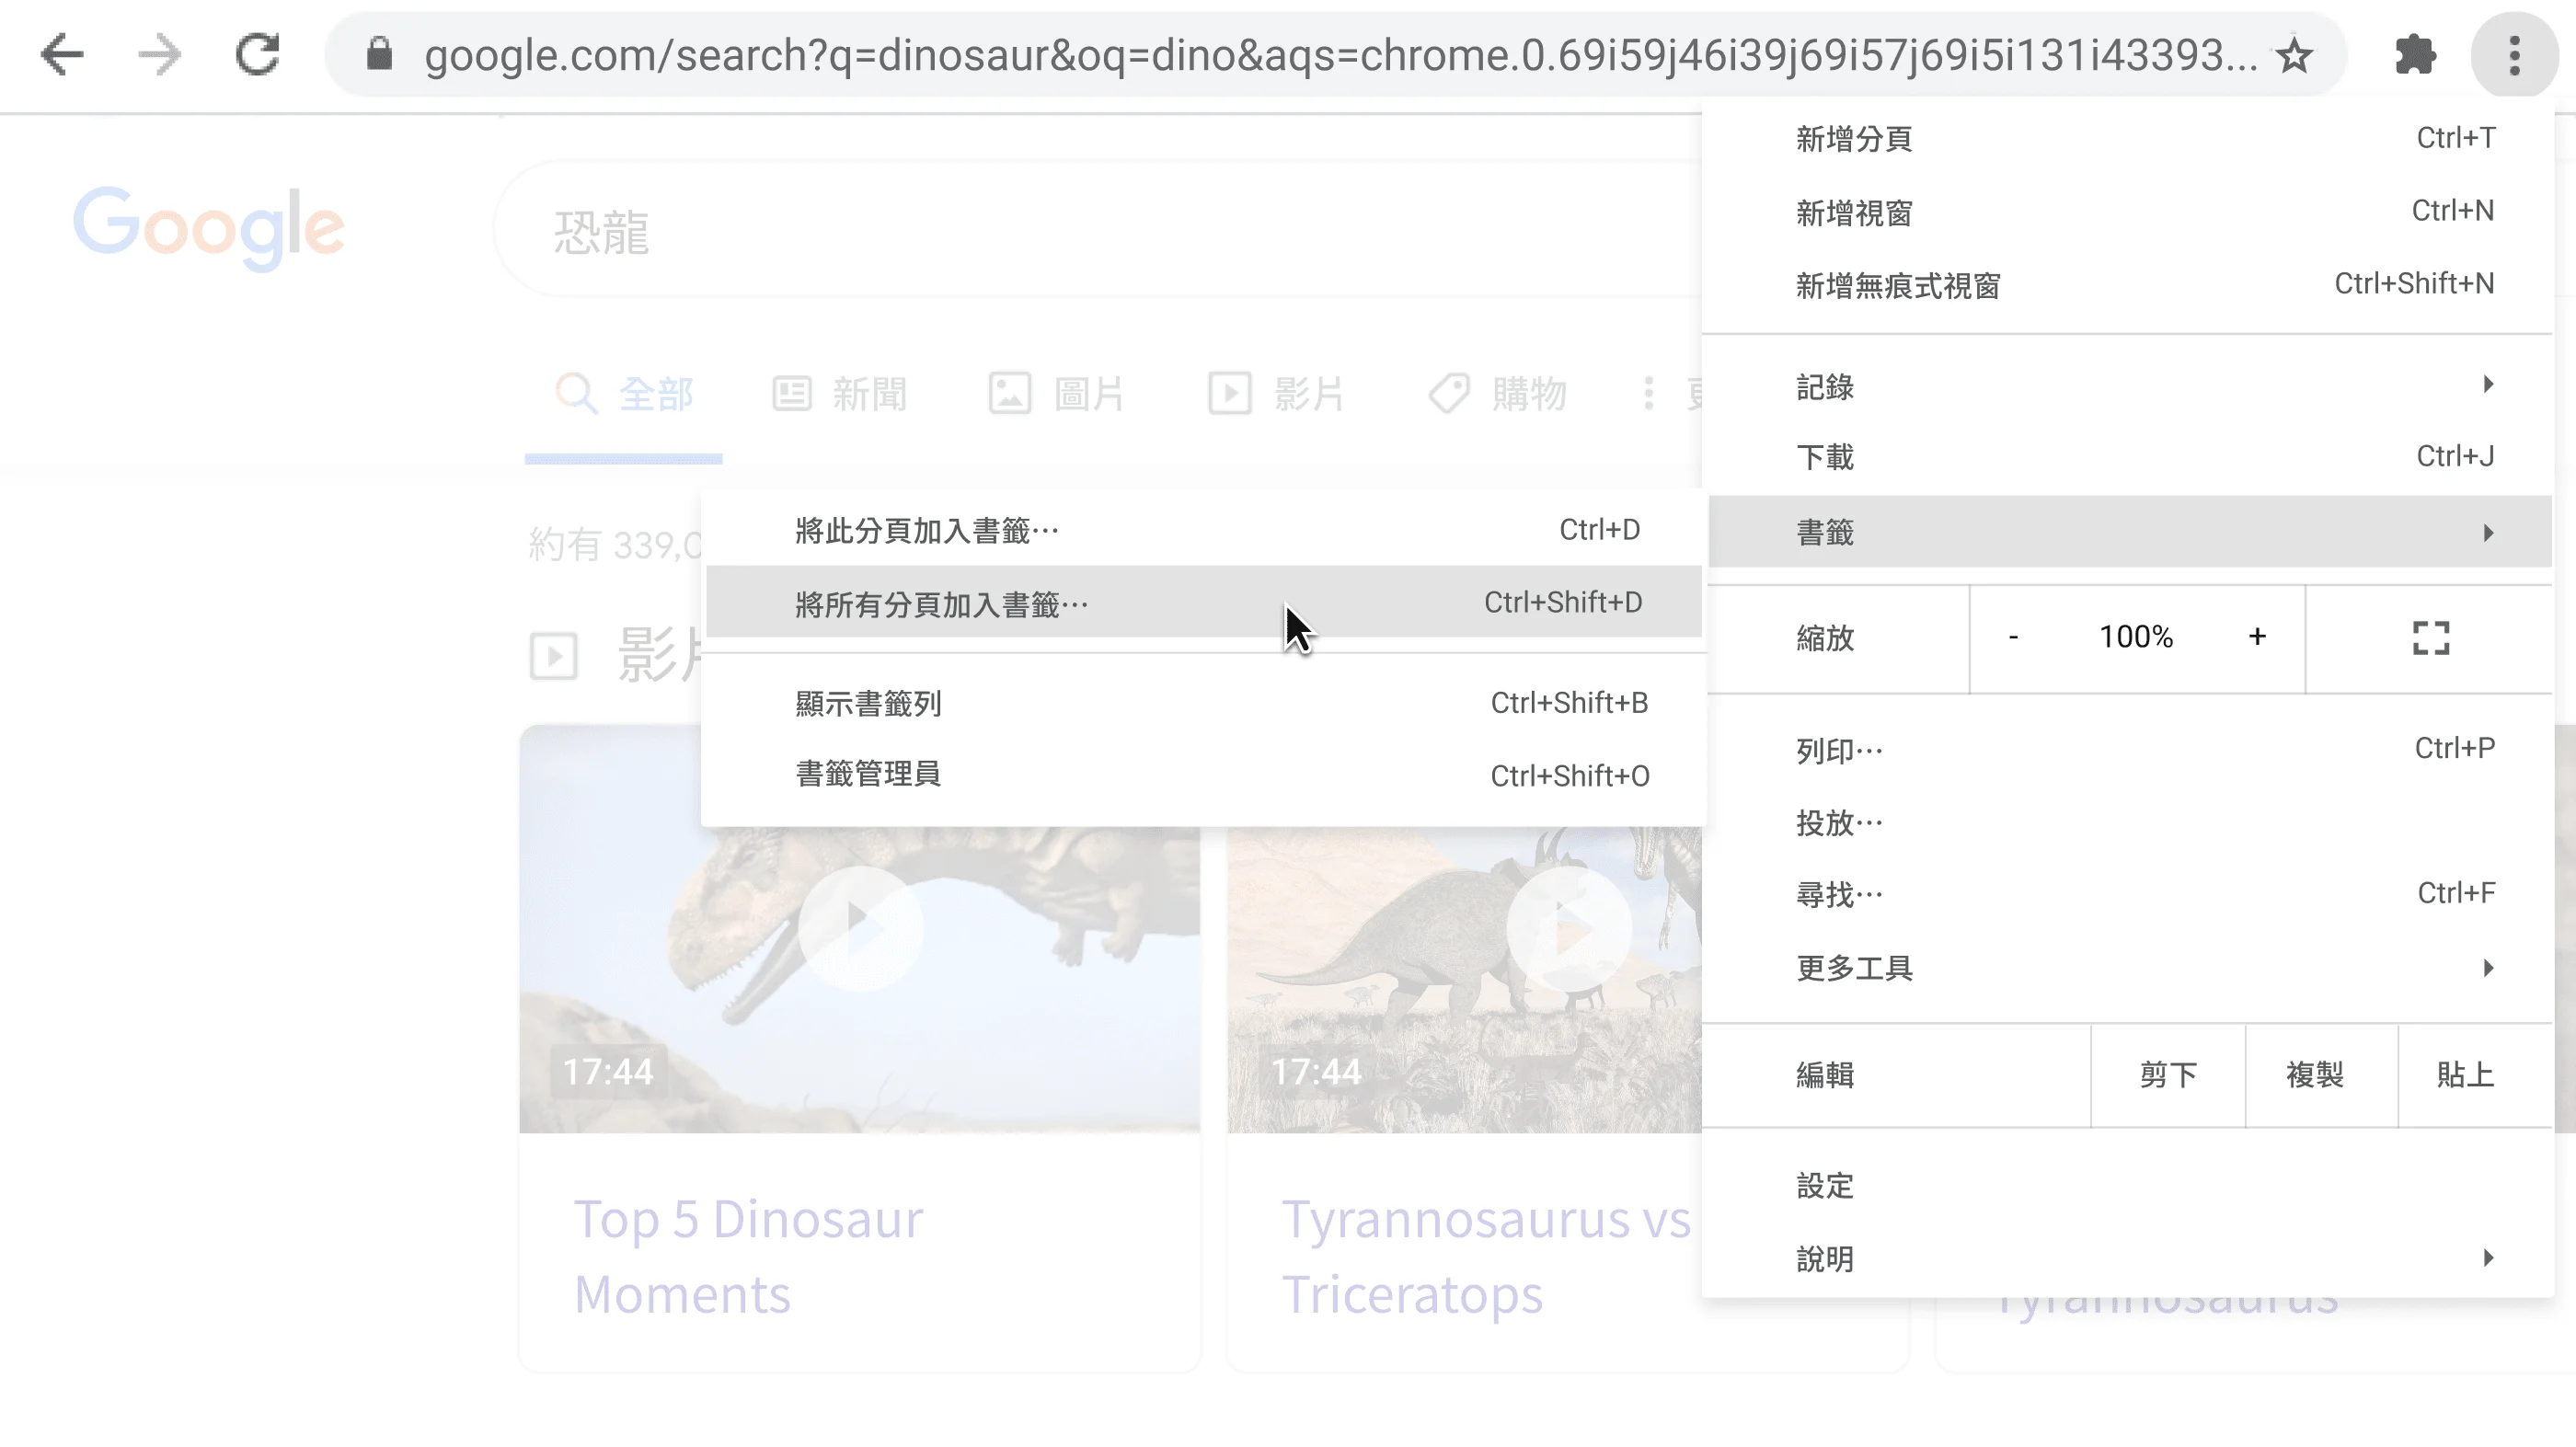 google.com/search?q=dinosaur&oq=dino&aqs=chrome.0.69i59j46i39j69i57j69i5i131i43393...
Google
恐龍
全部 新聞 圖片 影片 購物
約有 339,0
影片
17:44
17:44
Top 5 Dinosaur
Moments
Tyrannosaurus vs
Triceratops
Tyrannosaurus
新增分頁 Ctrl+T
新增視窗 Ctrl+N
新增無痕式視窗 Ctrl+Shift+N
記錄
下載 Ctrl+J
書籤
縮放 - 100% +
列印⋯ Ctrl+P
投放⋯
尋找⋯ Ctrl+F
更多工具
編輯 剪下 複製 貼上
設定
說明
將此分頁加入書籤⋯ Ctrl+D
將所有分頁加入書籤⋯ Ctrl+Shift+D
顯示書籤列 Ctrl+Shift+B
書籤管理員 Ctrl+Shift+O